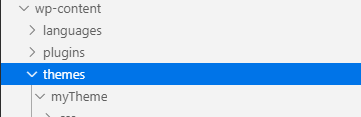 wp-content
languages
plugins
themes
myTheme